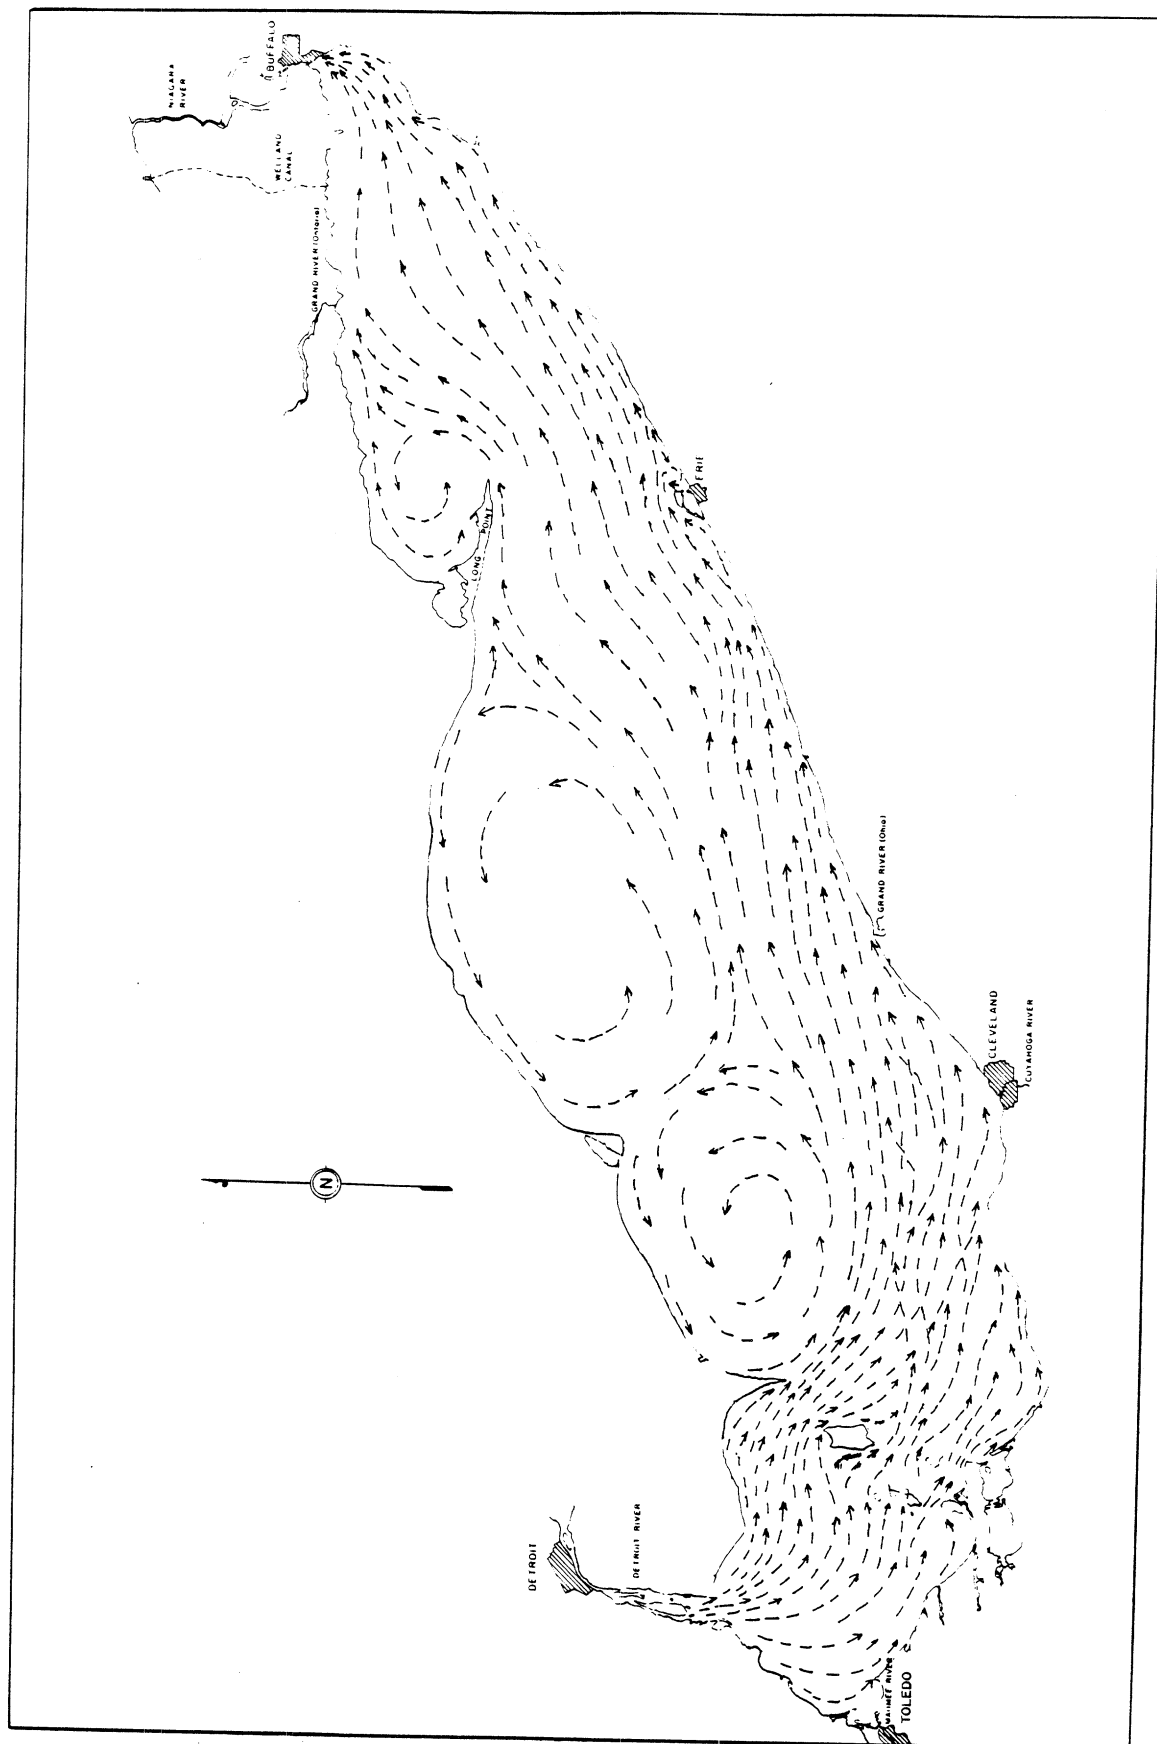 BUFFALO
NIAGARA
RIVER
WELLAND
CANAL
GRAND RIVER (Ontario)
LONG POINT
ERIE
GRAND RIVER (Ohio)
CLEVELAND
CUYAHOGA RIVER
N
DETROIT
DETROIT RIVER
MAUMEE RIVER
TOLEDO